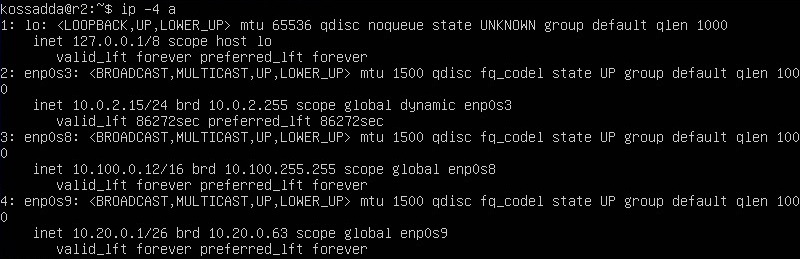 kossadda@r2:~$ ip -4 a
1: lo: <LOOPBACK,UP,LOWER_UP> mtu 65536 qdisc noqueue state UNKNOWN group default qlen 1000
    inet 127.0.0.1/8 scope host lo
       valid_lft forever preferred_lft forever
2: enp0s3: <BROADCAST,MULTICAST,UP,LOWER_UP> mtu 1500 qdisc fq_codel state UP group default qlen 100
0
    inet 10.0.2.15/24 brd 10.0.2.255 scope global dynamic enp0s3
       valid_lft 86272sec preferred_lft 86272sec
3: enp0s8: <BROADCAST,MULTICAST,UP,LOWER_UP> mtu 1500 qdisc fq_codel state UP group default qlen 100
0
    inet 10.100.0.12/16 brd 10.100.255.255 scope global enp0s8
       valid_lft forever preferred_lft forever
4: enp0s9: <BROADCAST,MULTICAST,UP,LOWER_UP> mtu 1500 qdisc fq_codel state UP group default qlen 100
0
    inet 10.20.0.1/26 brd 10.20.0.63 scope global enp0s9
       valid_lft forever preferred_lft forever